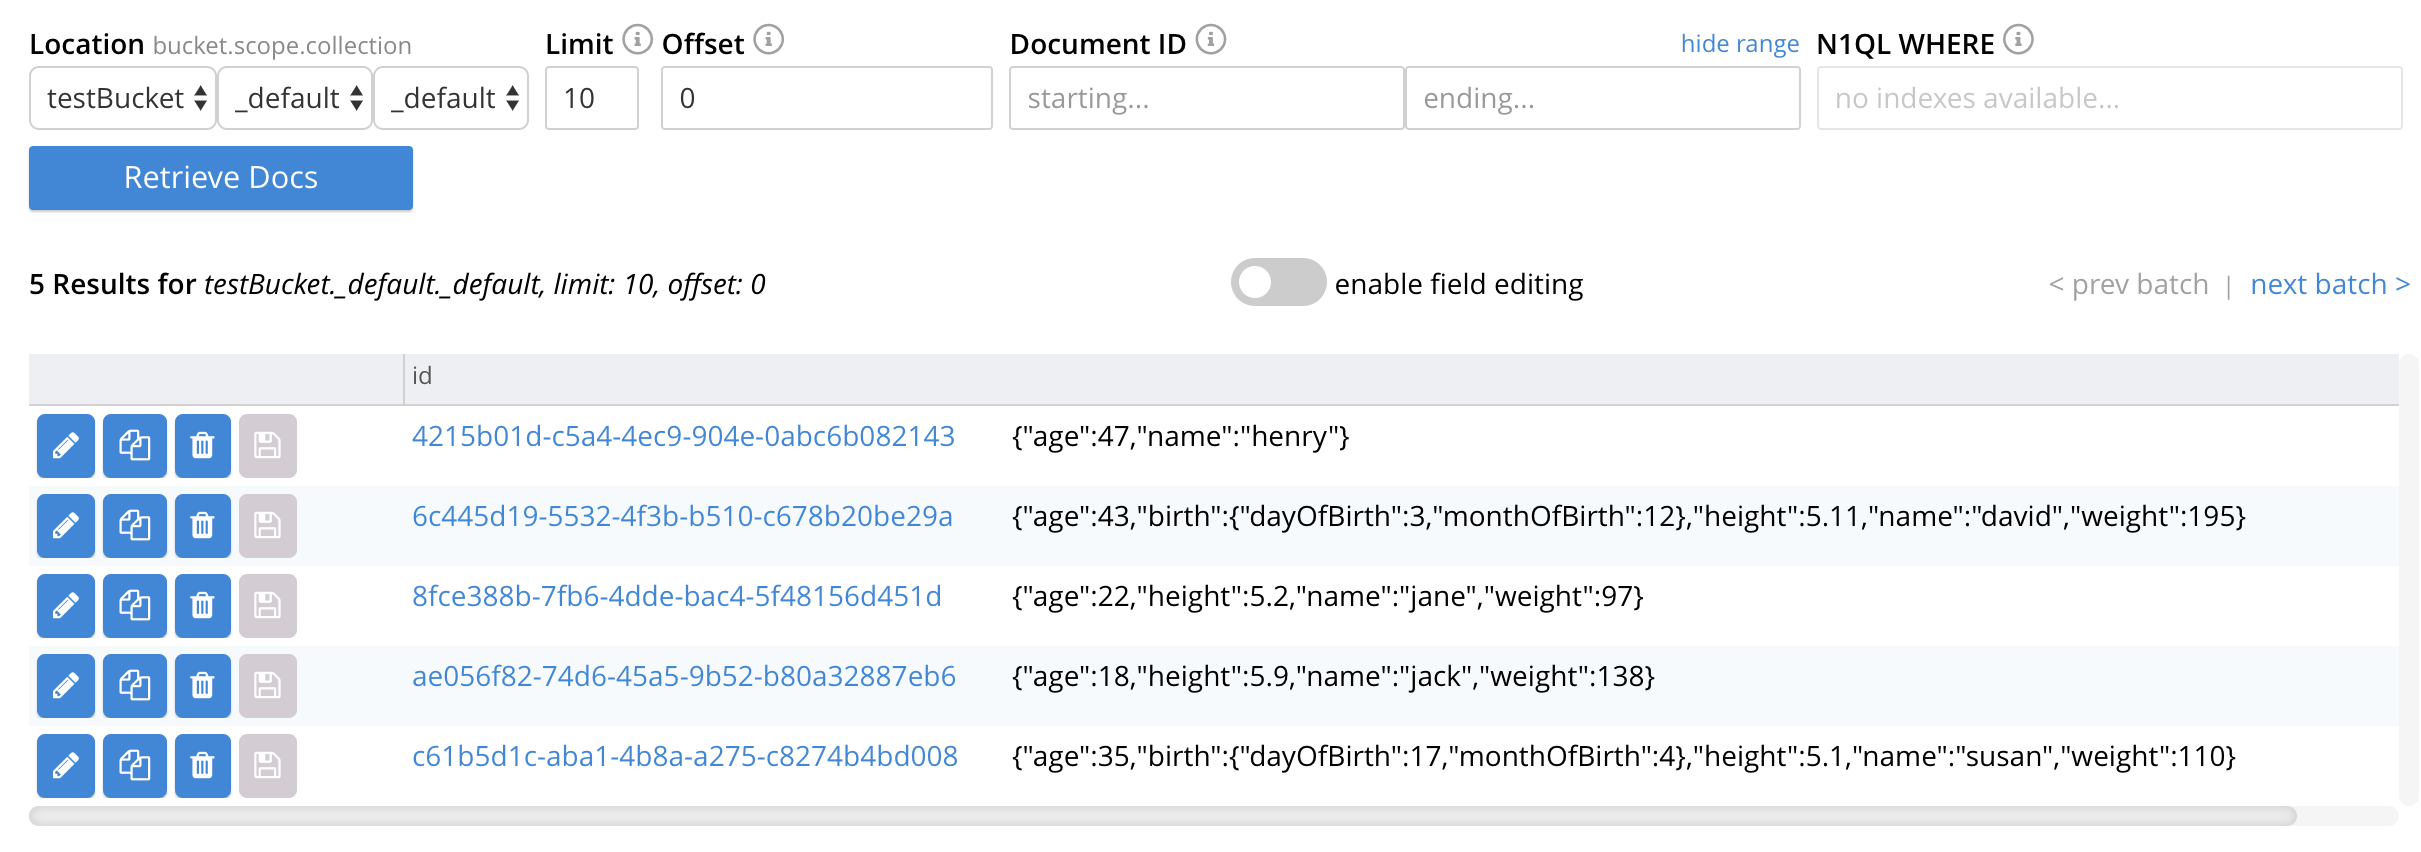 Location bucket.scope.collection Limit Offset Document ID hide range N1QL WHERE
testBucket _default _default 10 0 starting... ending... no indexes available...
Retrieve Docs
5 Results for testBucket._default._default, limit: 10, offset: 0 enable field editing < prev batch | next batch >
id
4215b01d-c5a4-4ec9-904e-0abc6b082143 {"age":47,"name":"henry"}
6c445d19-5532-4f3b-b510-c678b20be29a {"age":43,"birth":{"dayOfBirth":3,"monthOfBirth":12},"height":5.11,"name":"david","weight":195}
8fce388b-7fb6-4dde-bac4-5f48156d451d {"age":22,"height":5.2,"name":"jane","weight":97}
ae056f82-74d6-45a5-9b52-b80a32887eb6 {"age":18,"height":5.9,"name":"jack","weight":138}
c61b5d1c-aba1-4b8a-a275-c8274b4bd008 {"age":35,"birth":{"dayOfBirth":17,"monthOfBirth":4},"height":5.1,"name":"susan","weight":110}